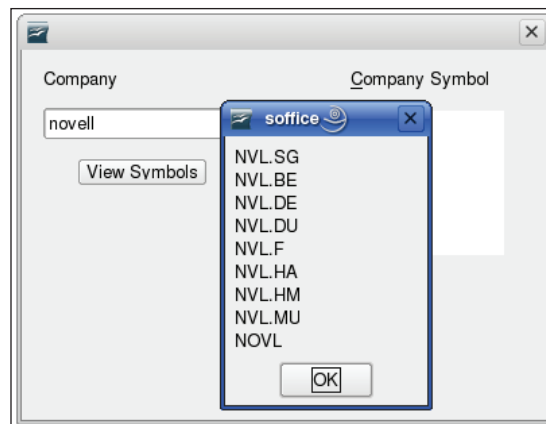 Company
Company Symbol
novell
View Symbols
soffice
NVL.SG
NVL.BE
NVL.DE
NVL.DU
NVL.F
NVL.HA
NVL.HM
NVL.MU
NOVL
OK